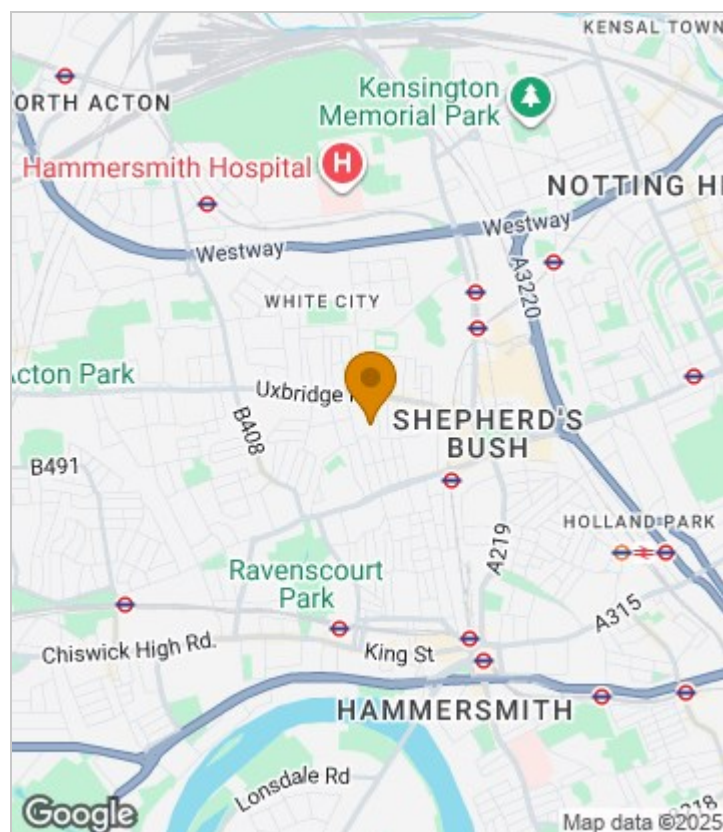 KENSAL TOWN
ORTH ACTON
Kensington
Memorial Park
Hammersmith Hospital
H
NOTTING HI
Westway
Westway
A3220
WHITE CITY
Acton Park
Uxbridge
B408
SHEPHERD'S
BUSH
B491
A219
HOLLAND PARK
Ravenscourt
Park
A315
Chiswick High Rd.
King St
HAMMERSMITH
Lonsdale Rd
Google
Map data ©2025